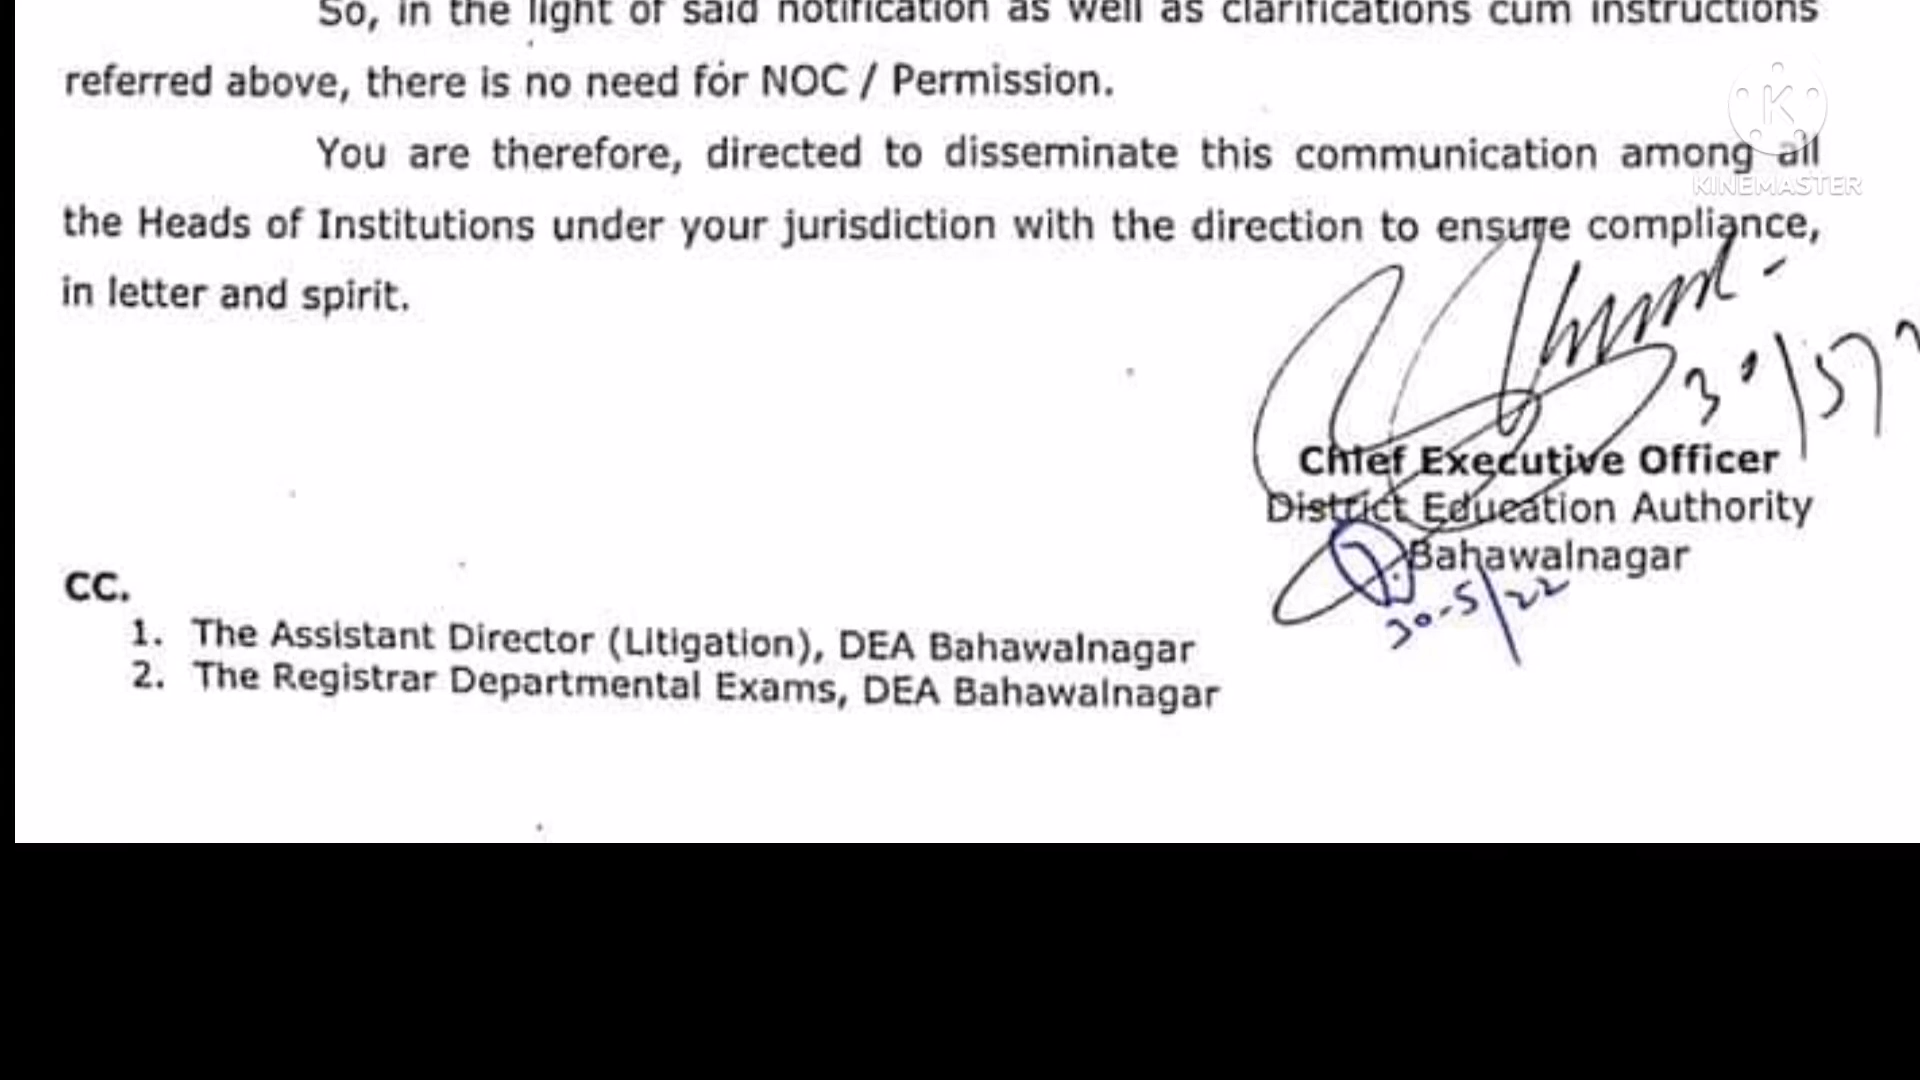 So, in the light of said notification as well as clarifications cum instructions
referred above, there is no need for NOC / Permission.
You are therefore, directed to disseminate this communication among all
the Heads of Institutions under your jurisdiction with the direction to ensure compliance,
in letter and spirit.
KINEMASTER
Chief Executive Officer
District Education Authority
Bahawalnagar
30-5/22
CC.
1. The Assistant Director (Litigation), DEA Bahawalnagar
2. The Registrar Departmental Exams, DEA Bahawalnagar